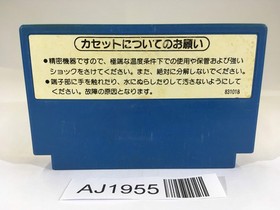 カセットについてのお願い
●精密機器ですので、極端な温度条件下での使用や保管および強い
ショックをさけてください。また、絶対に分解しないでください。
●端子部に手を触れたり、水にぬらしたりして汚さないようにして
ください。故障の原因となります。
831018
AJ1955